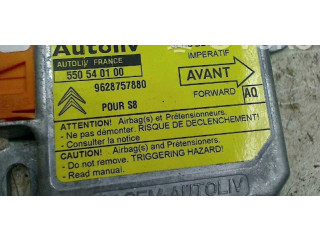 Autoliv
IMPERATIF
AUTOLIV FRANCE
550 54 01 00
9628757880
AVANT
FORWARD
AQ
POUR S8
ATTENTION! Airbag(s) et Prétensionneurs.
- Ne pas démonter. RISQUE DE DECLENCHEMENT!
- Consulter la notice
CAUTION! Airbag(s) and Pretensioners.
- Do not remove. TRIGGERING HAZARD!
- Read manual.
AUTOLIV